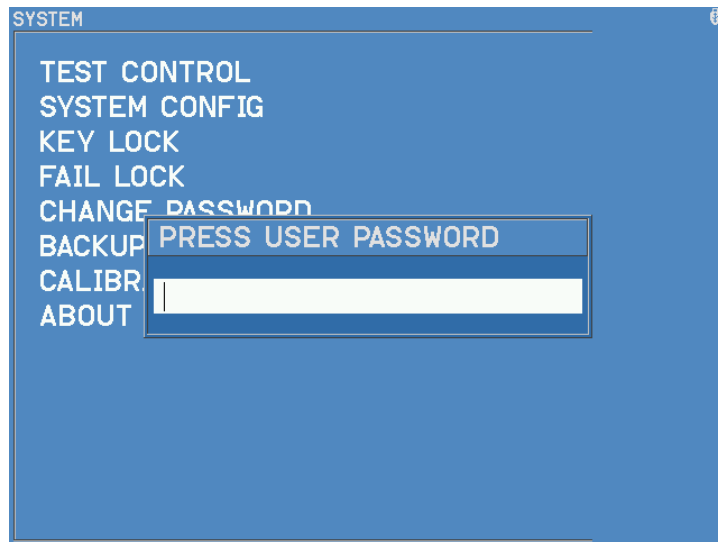 SYSTEM
TEST CONTROL
SYSTEM CONFIG
KEY LOCK
FAIL LOCK
CHANGE PASSWORD
BACKUP
PRESS USER PASSWORD
CALIBR
ABOUT